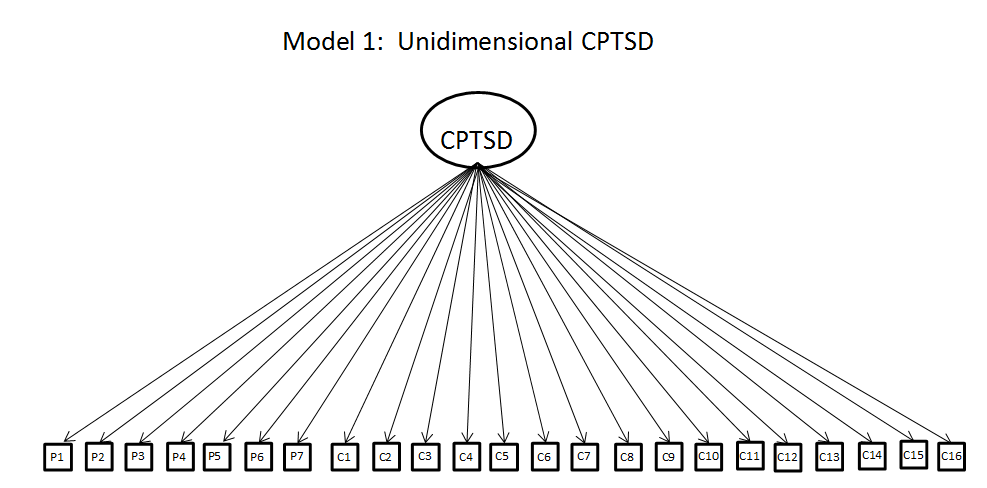 Model 1: Unidimensional CPTSD
CPTSD
P1 P2 P3 P4 P5 P6 P7 C1 C2 C3 C4 C5 C6 C7 C8 C9 C10 C11 C12 C13 C14 C15 C16